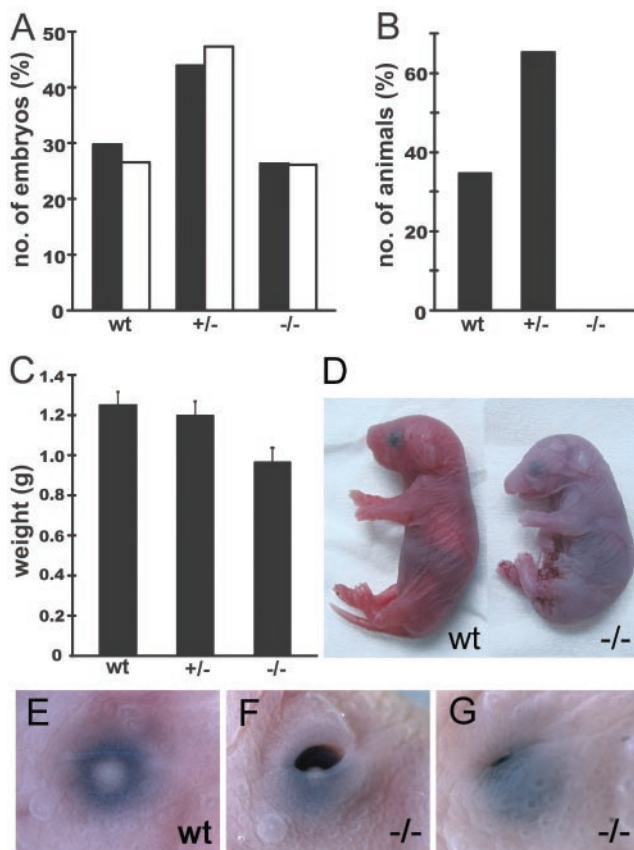 A
no. of embryos (%)
50
40
30
20
10
0
wt
+/-
-/-
B
no. of animals (%)
60
40
20
0
wt
+/-
-/-
C
weight (g)
1.4
1.2
1.0
0.8
0.6
0.4
0.2
0
wt
+/-
-/-
D
wt
-/-
E
wt
F
-/-
G
-/-